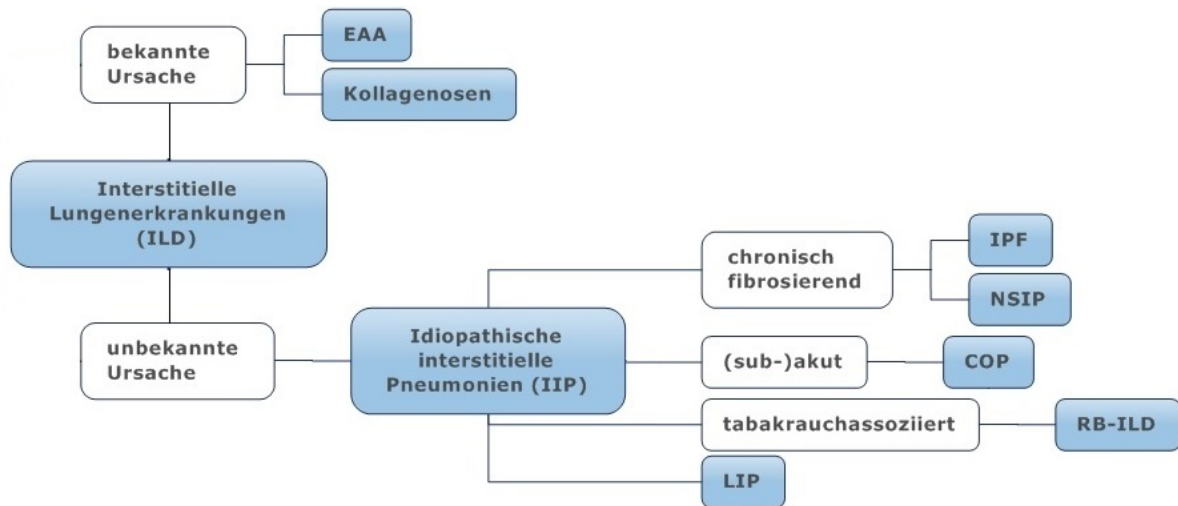 bekannte
Ursache
EAA
Kollagenosen
Interstitielle
Lungenerkrankungen
(ILD)
unbekannte
Ursache
Idiopathische
interstitielle
Pneumonien (IIP)
chronisch
fibrosierend
IPF
NSIP
(sub-)akut
COP
tabakrauchassoziiert
RB-ILD
LIP